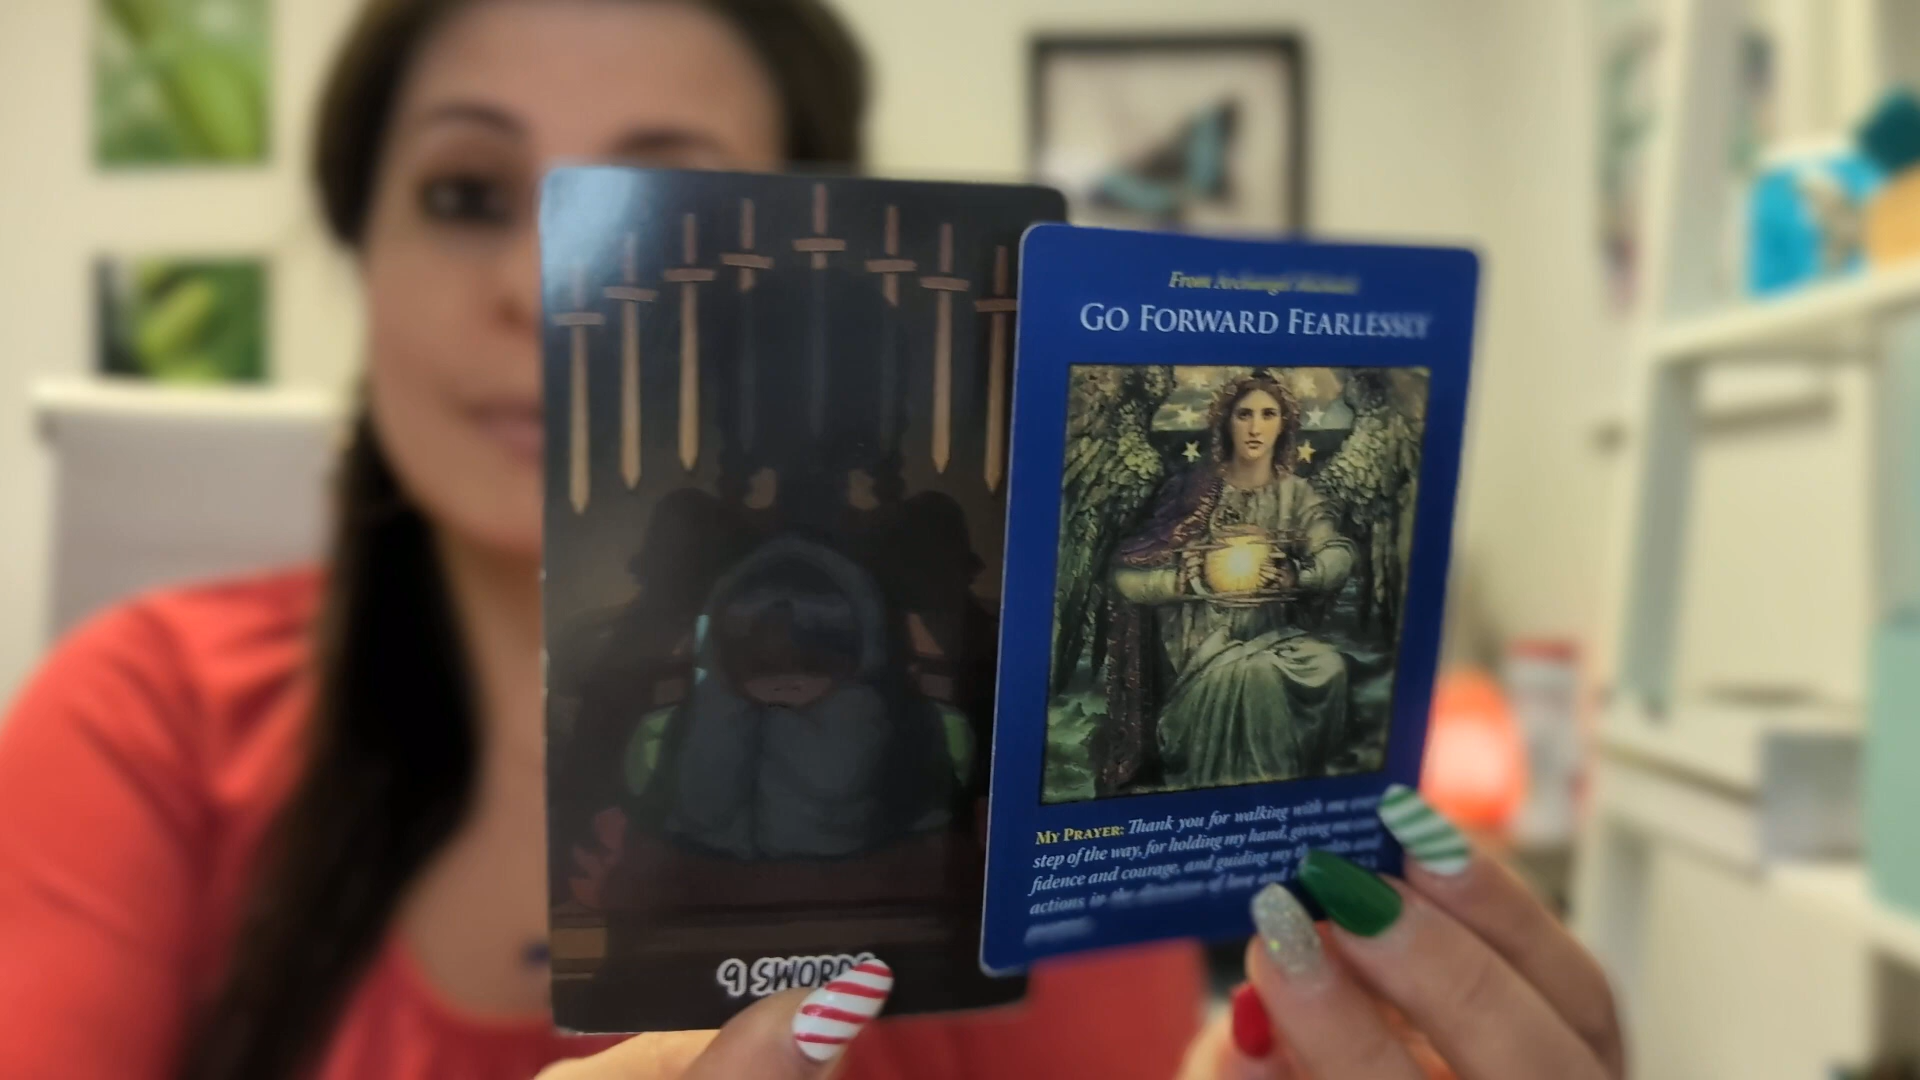 9 SWORDS
From Archangel Michael
GO FORWARD FEARLESSLY
MY PRAYER: Thank you for walking with me every
step of the way, for holding my hand, giving me con-
fidence and courage, and guiding my thoughts and
actions in the direction of love and